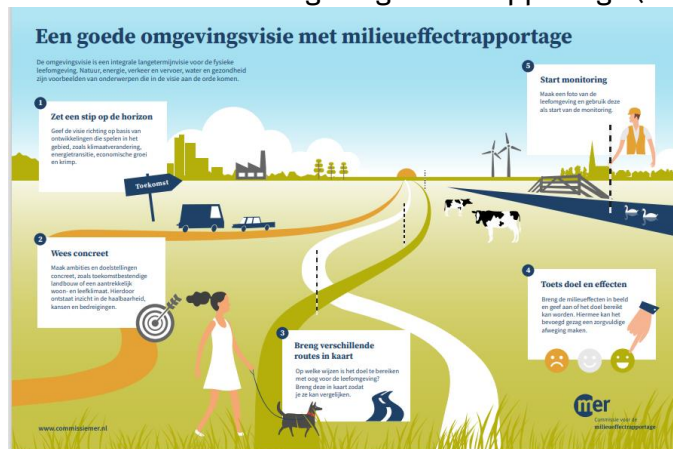 Een goede omgevingsvisie met milieueffectrapportage
De omgevingsvisie is een integrale langetermijnvisie voor de fysieke
leefomgeving. Natuur, energie, verkeer en vervoer, water en gezondheid
zijn voorbeelden van onderwerpen die in de visie aan de orde komen.
1
Zet een stip op de horizon
Geef de visie richting op basis van
ontwikkelingen die spelen in het
gebied, zoals klimaatverandering,
energietransitie, economische groei
en krimp.
Toekomst
2
Wees concreet
Maak ambities en doelstellingen
concreet, zoals toekomstbestendige
landbouw of een aantrekkelijk
woon- en leefklimaat. Hierdoor
ontstaat inzicht in de haalbaarheid,
kansen en bedreigingen.
3
Breng verschillende
routes in kaart
Op welke wijzen is het doel te bereiken
met oog voor de leefomgeving?
Breng deze in kaart zodat
je ze kan vergelijken.
4
Toets doel en effecten
Breng de milieueffecten in beeld
en geef aan of het doel bereikt
kan worden. Hiermee kan het
bevoegd gezag een zorgvuldige
afweging maken.
5
Start monitoring
Maak een foto van de
leefomgeving en gebruik deze
als start van de monitoring.
www.commissiemer.nl
mer
Commissie voor de
milieueffectrapportage